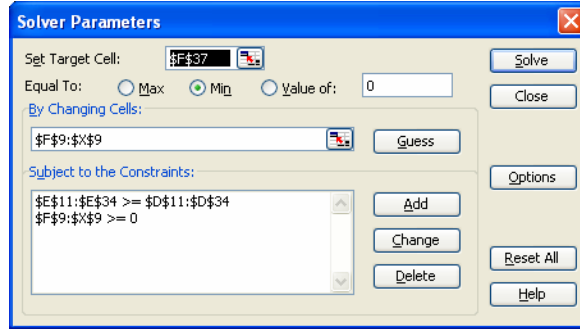 Solver Parameters
Set Target Cell: $F$37 Solve
Equal To: Max Min Value of: 0 Close
By Changing Cells:
$F$9:$X$9 Guess
Subject to the Constraints: Options
$E$11:$E$34 >= $D$11:$D$34 Add
$F$9:$X$9 >= 0
Change
Reset All
Delete
Help